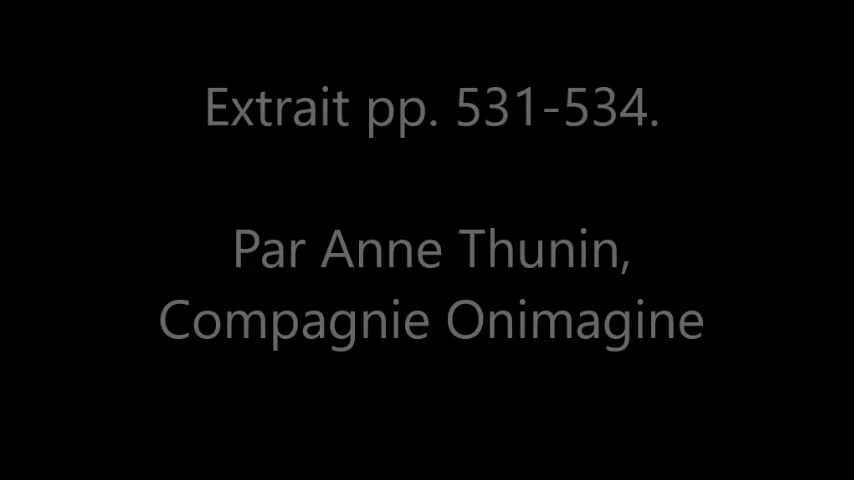 Extrait pp. 531-534.
Par Anne Thunin,
Compagnie Onimagine